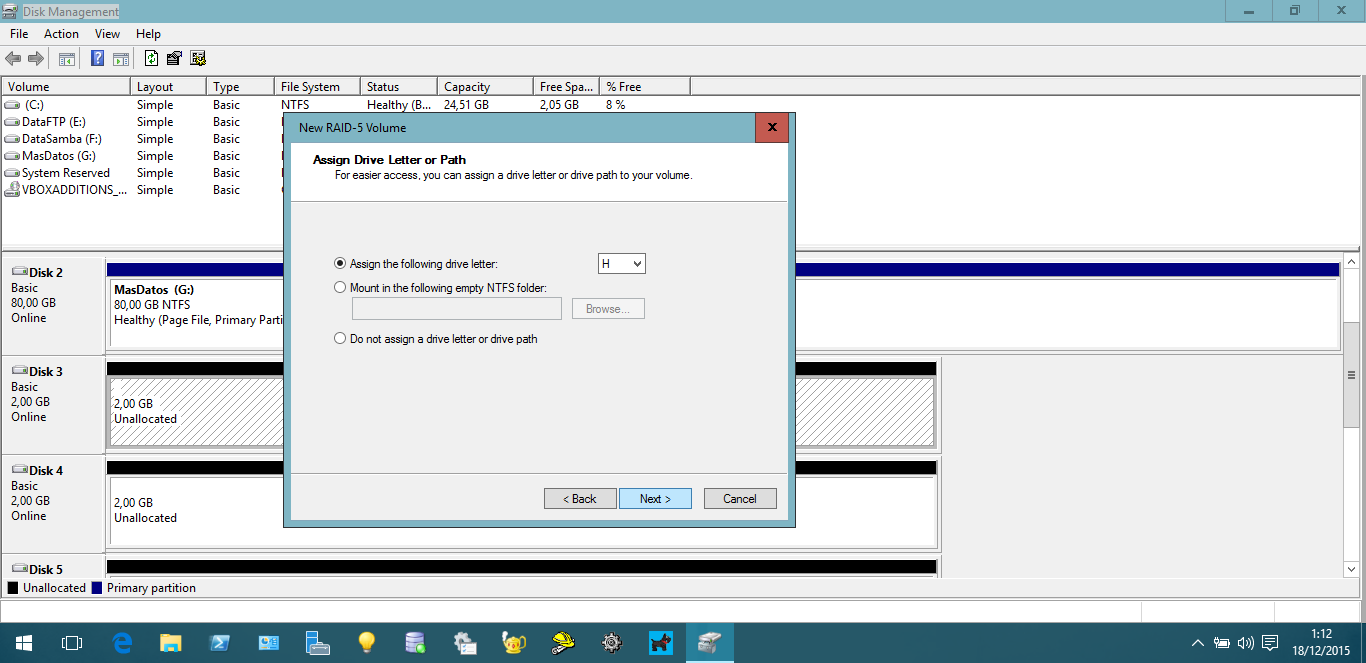 Disk Management
File Action View Help
Volume Layout Type File System Status Capacity Free Spa... % Free
(C:) Simple Basic NTFS Healthy (B... 24,51 GB 2,05 GB 8 %
DataFTP (E:) Simple Basic
DataSamba (F:) Simple Basic
MasDatos (G:) Simple Basic
System Reserved Simple Basic
VBOXADDITIONS_... Simple Basic
New RAID-5 Volume
Assign Drive Letter or Path
For easier access, you can assign a drive letter or drive path to your volume.
Assign the following drive letter: H
Mount in the following empty NTFS folder:
Browse...
Do not assign a drive letter or drive path
< Back Next > Cancel
Disk 2
Basic
80,00 GB
Online
MasDatos (G:)
80,00 GB NTFS
Healthy (Page File, Primary Parti
Disk 3
Basic
2,00 GB
Online
2,00 GB
Unallocated
Disk 4
Basic
2,00 GB
Online
2,00 GB
Unallocated
Disk 5
Unallocated Primary partition
1:12
18/12/2015